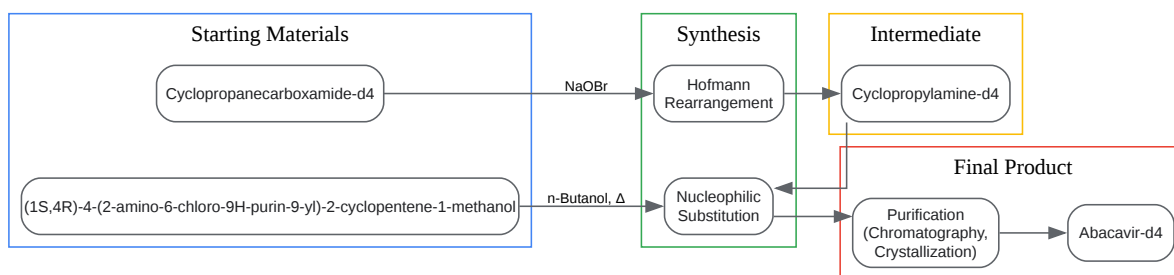 Starting Materials
Synthesis
Intermediate
Cyclopropanecarboxamide-d4
NaOBr
Hofmann
Rearrangement
Cyclopropylamine-d4
Final Product
(1S,4R)-4-(2-amino-6-chloro-9H-purin-9-yl)-2-cyclopentene-1-methanol
n-Butanol, Δ
Nucleophilic
Substitution
Purification
(Chromatography,
Crystallization)
Abacavir-d4